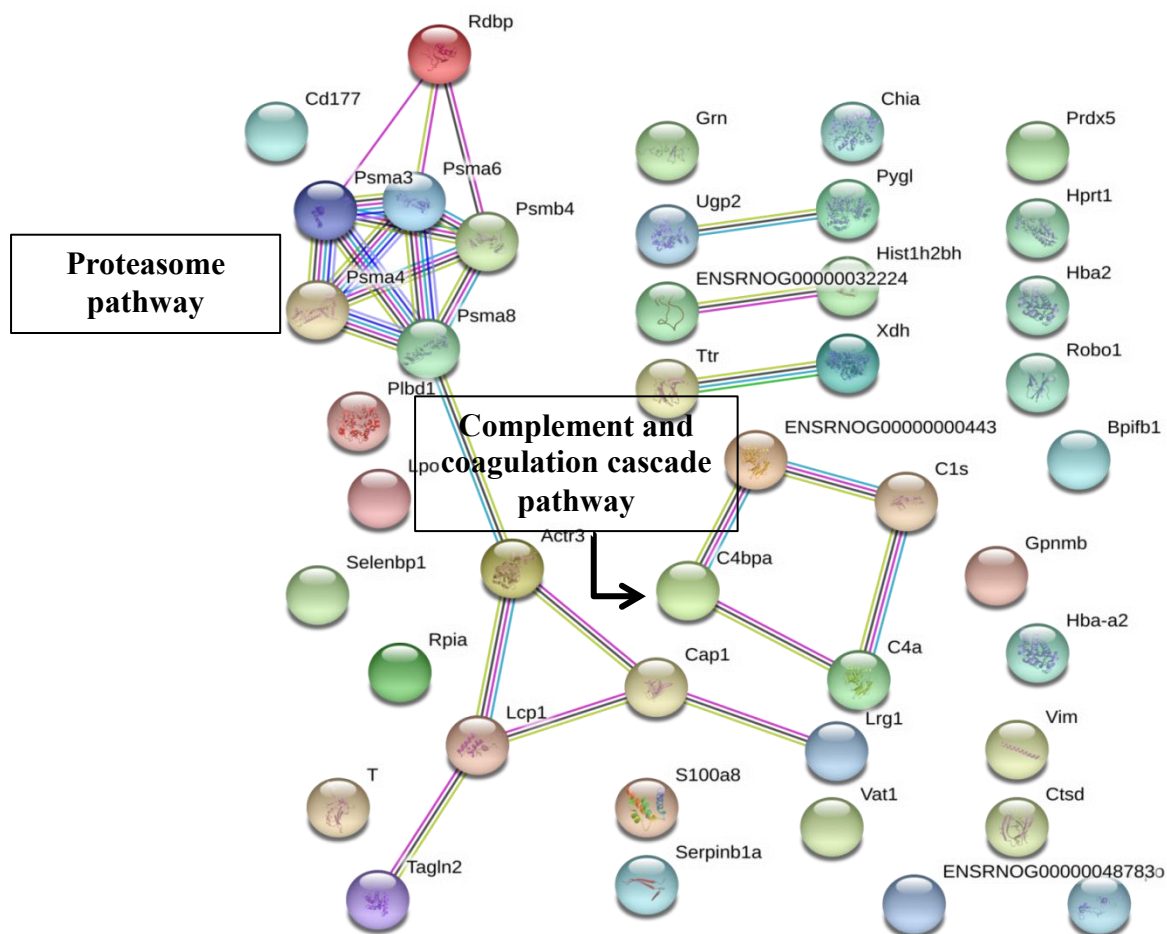 Rdbp
Cd177
Grn
Chia
Prdx5
Psma3
Psma6
Psmb4
Ugp2
Pygl
Hprt1
Proteasome
pathway
Psma4
Hist1h2bh
ENSRNOG00000032224
Hba2
Psma8
Ttr
Xdh
Robo1
Plbd1
Complement and
coagulation cascade
pathway
ENSRNOG00000000443
Bpifb1
Lpo
C1s
Actr3
C4bpa
Gpnmb
Selenbp1
Rpia
Cap1
C4a
Hba-a2
Lcp1
Lrg1
Vim
T
S100a8
Vat1
Ctsd
Tagln2
Serpinb1a
ENSRNOG00000048783